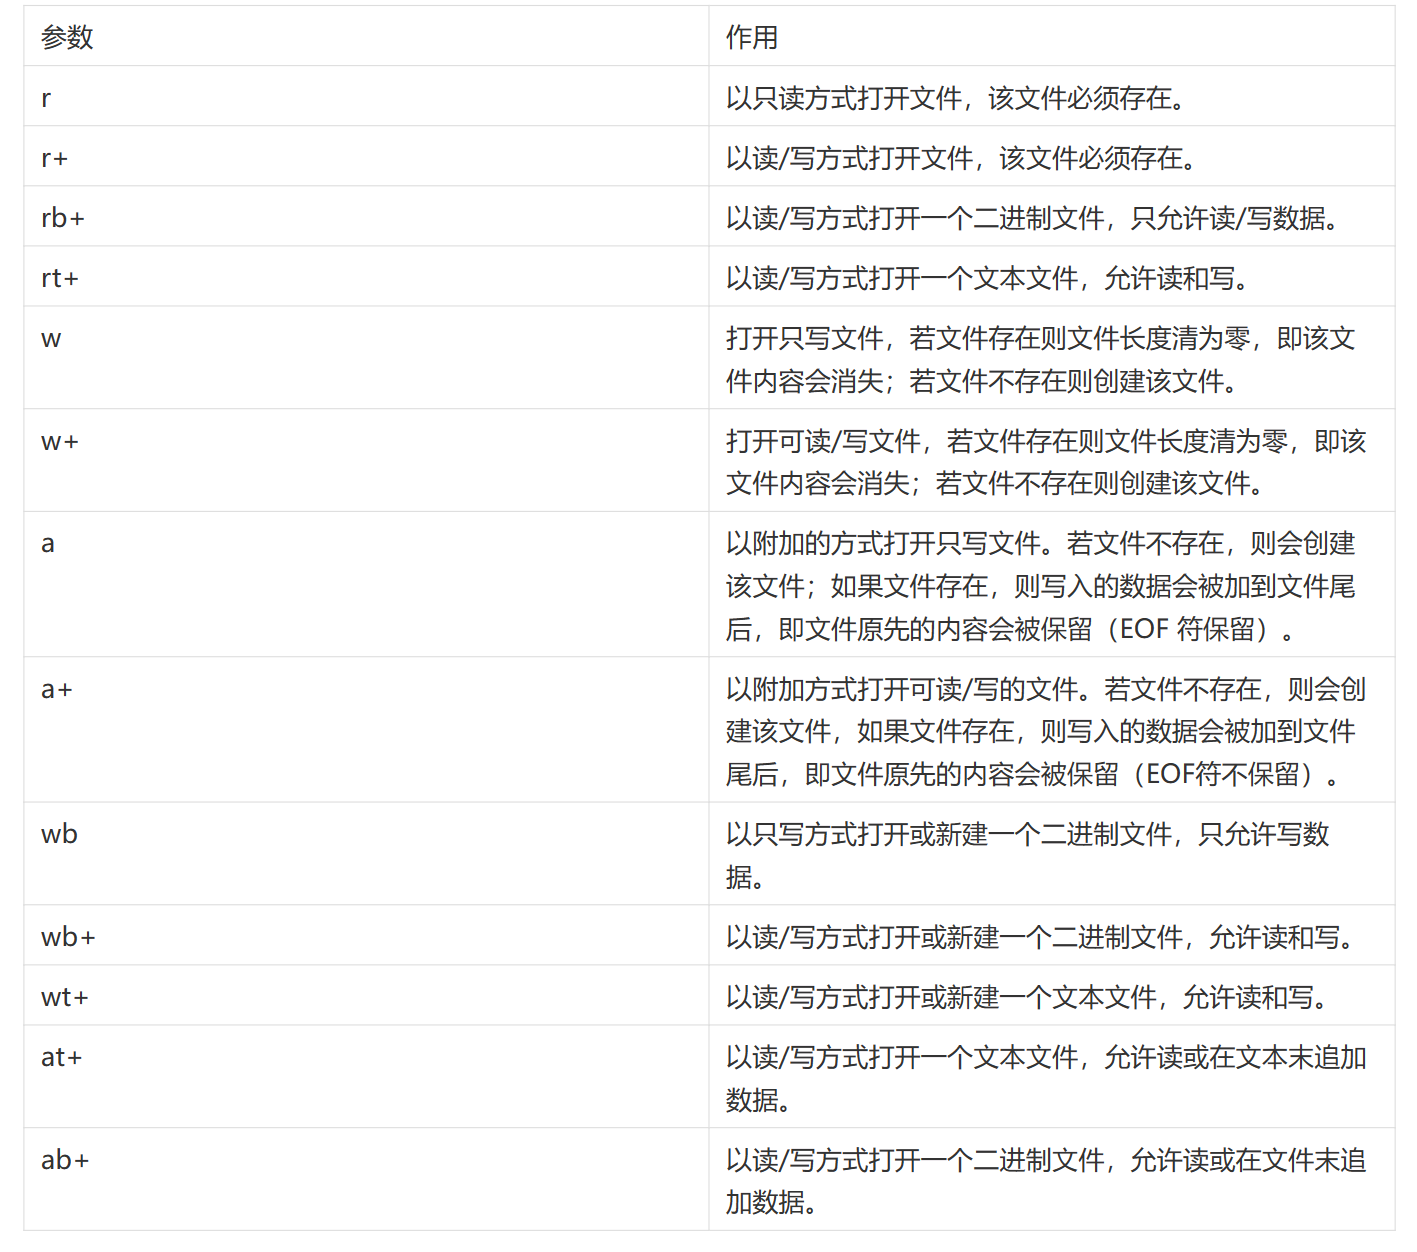 参数
作用
r
以只读方式打开文件，该文件必须存在。
r+
以读/写方式打开文件，该文件必须存在。
rb+
以读/写方式打开一个二进制文件，只允许读/写数据。
rt+
以读/写方式打开一个文本文件，允许读和写。
w
打开只写文件，若文件存在则文件长度清为零，即该文
件内容会消失；若文件不存在则创建该文件。
w+
打开可读/写文件，若文件存在则文件长度清为零，即该
文件内容会消失；若文件不存在则创建该文件。
a
以附加的方式打开只写文件。若文件不存在，则会创建
该文件；如果文件存在，则写入的数据会被加到文件尾
后，即文件原先的内容会被保留（EOF 符保留）。
a+
以附加方式打开可读/写的文件。若文件不存在，则会创
建该文件，如果文件存在，则写入的数据会被加到文件
尾后，即文件原先的内容会被保留（EOF符不保留）。
wb
以只写方式打开或新建一个二进制文件，只允许写数
据。
wb+
以读/写方式打开或新建一个二进制文件，允许读和写。
wt+
以读/写方式打开或新建一个文本文件，允许读和写。
at+
以读/写方式打开一个文本文件，允许读或在文本末追加
数据。
ab+
以读/写方式打开一个二进制文件，允许读或在文件末追
加数据。